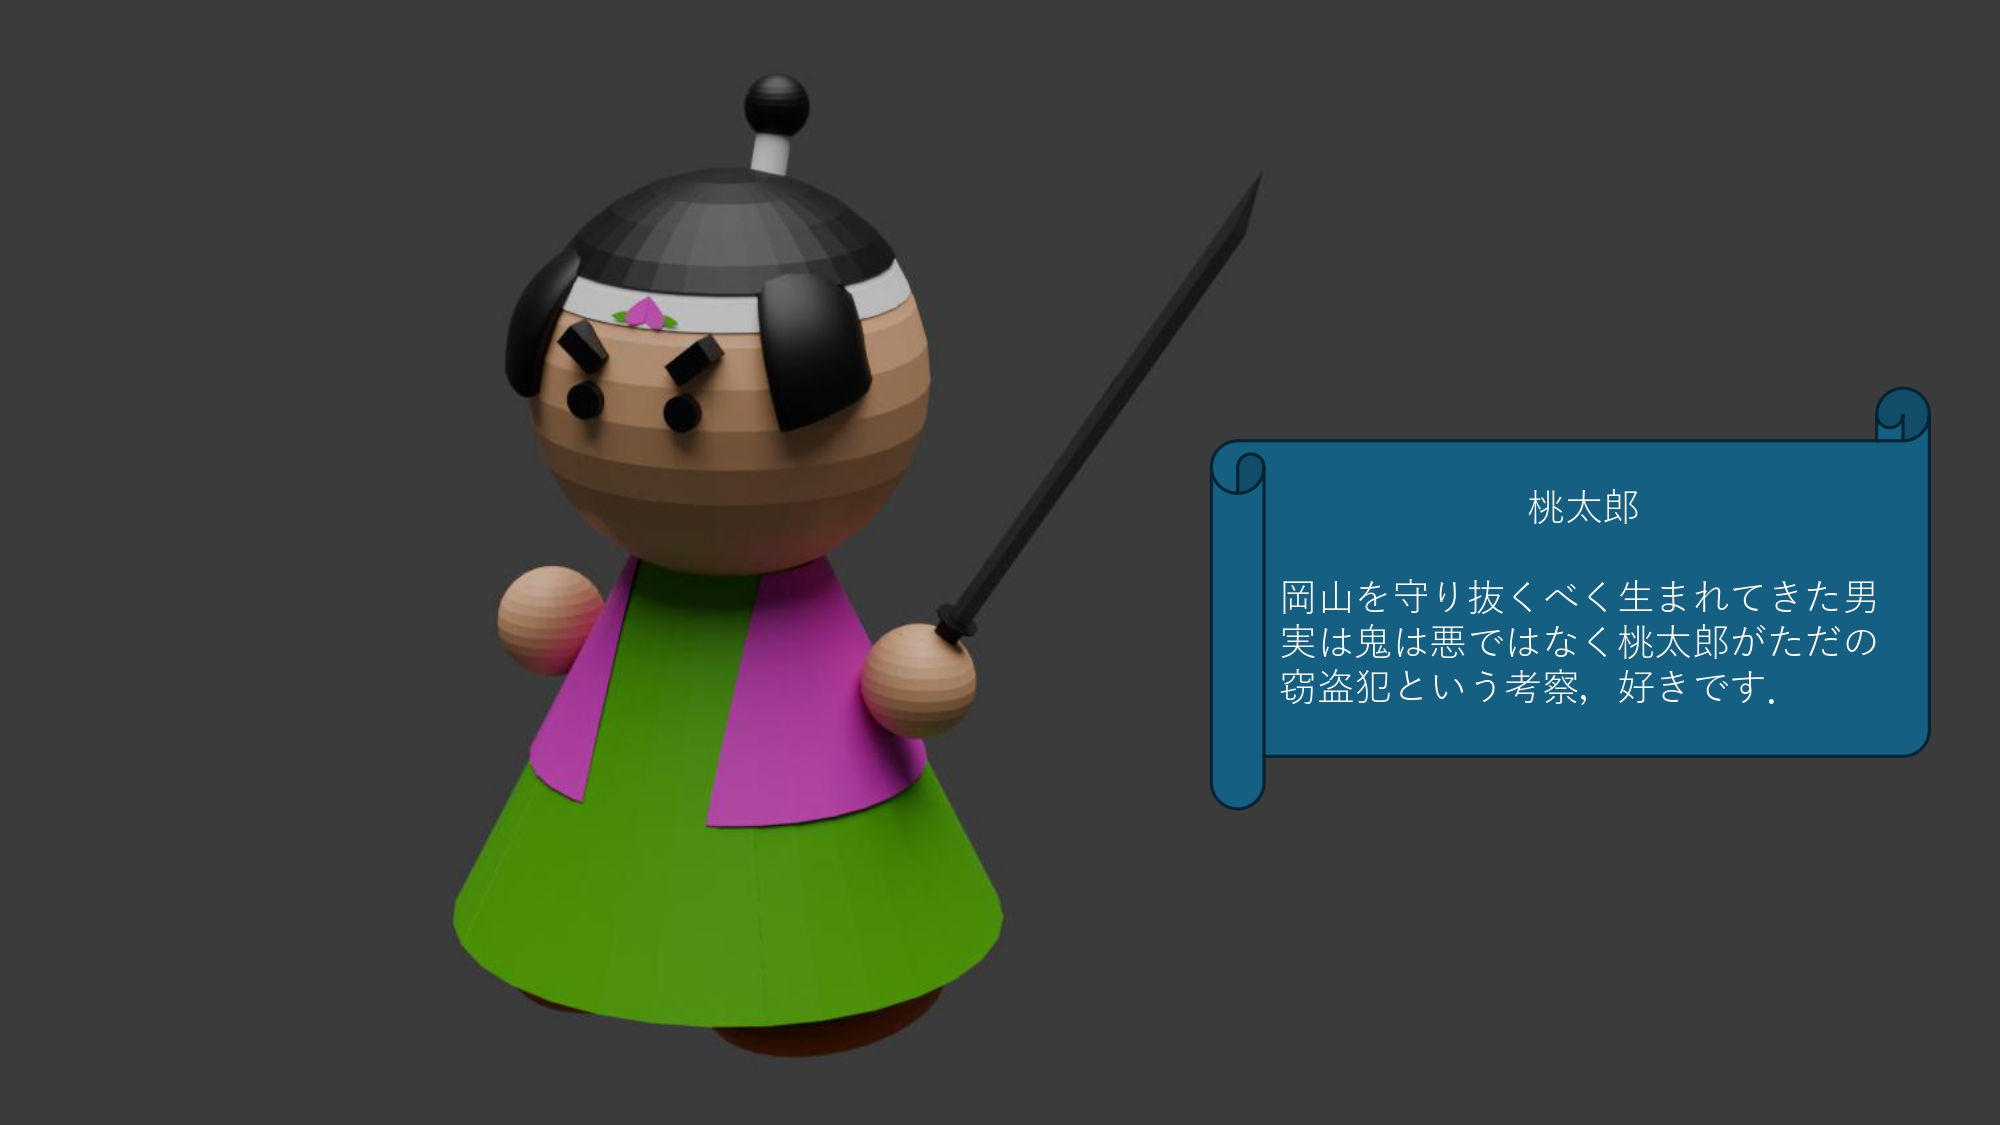 桃太郎
岡山を守り抜くべく生まれてきた男
実は鬼は悪ではなく桃太郎がただの
窃盗犯という考察，好きです．